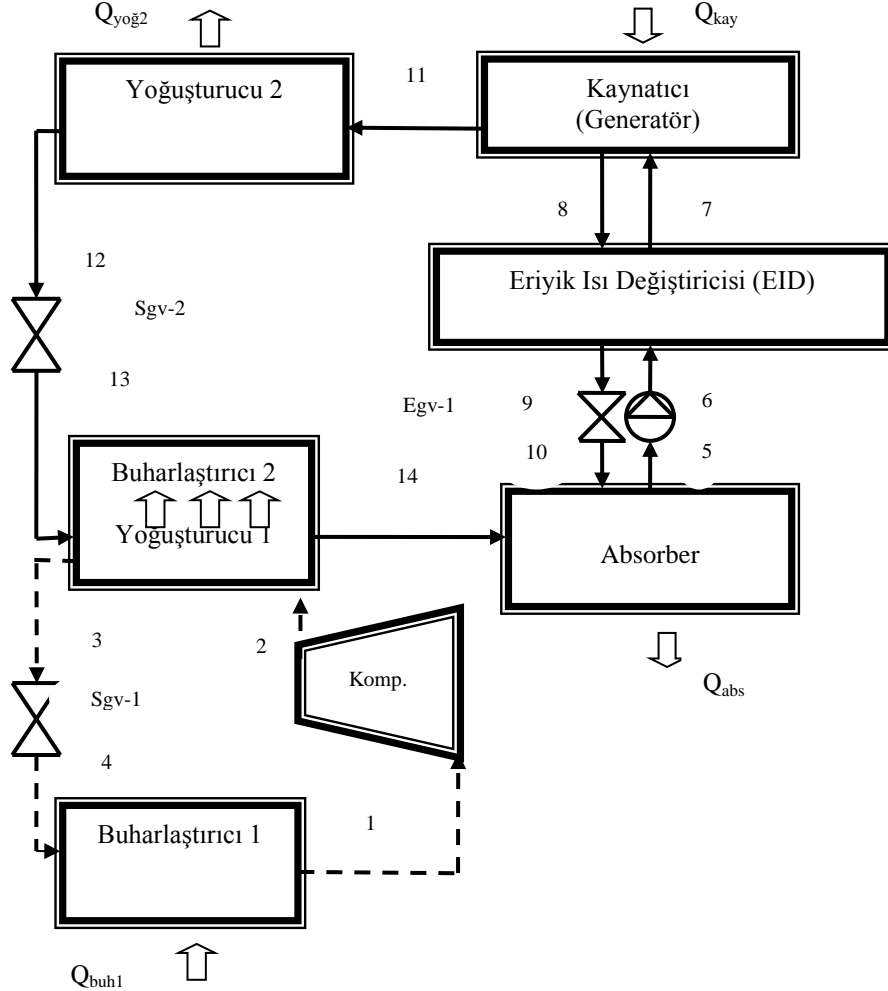 Qyoğ2
Qkay
11
Yoğuşturucu 2
Kaynatıcı
(Generatör)
8
7
12
Eriyik Isı Değiştiricisi (EID)
Sgv-2
13
Egv-1
9
6
10
5
Buharlaştırıcı 2
14
Yoğuşturucu 1
Absorber
3
2
Komp.
Sgv-1
Qabs
4
1
Buharlaştırıcı 1
Qbuh1